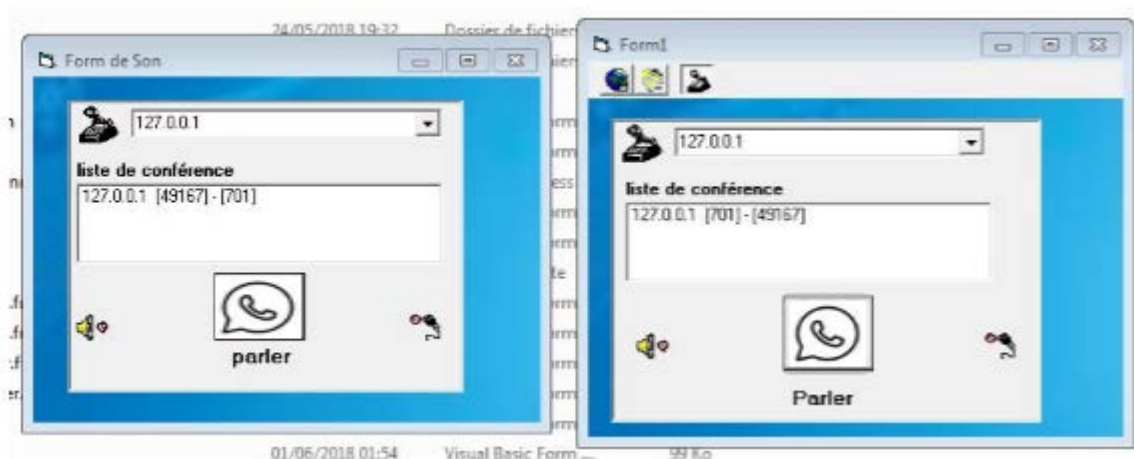 24/05/2018 19:32 Dossier de fichier
Form de Son
127.0.0.1
liste de conférence
127.0.0.1 [49167] - [701]
parler
Form1
127.0.0.1
liste de conférence
127.0.0.1 [701] - [49167]
Parler
01/06/2018 01:54 Visual Basic Form ... 99 Ko